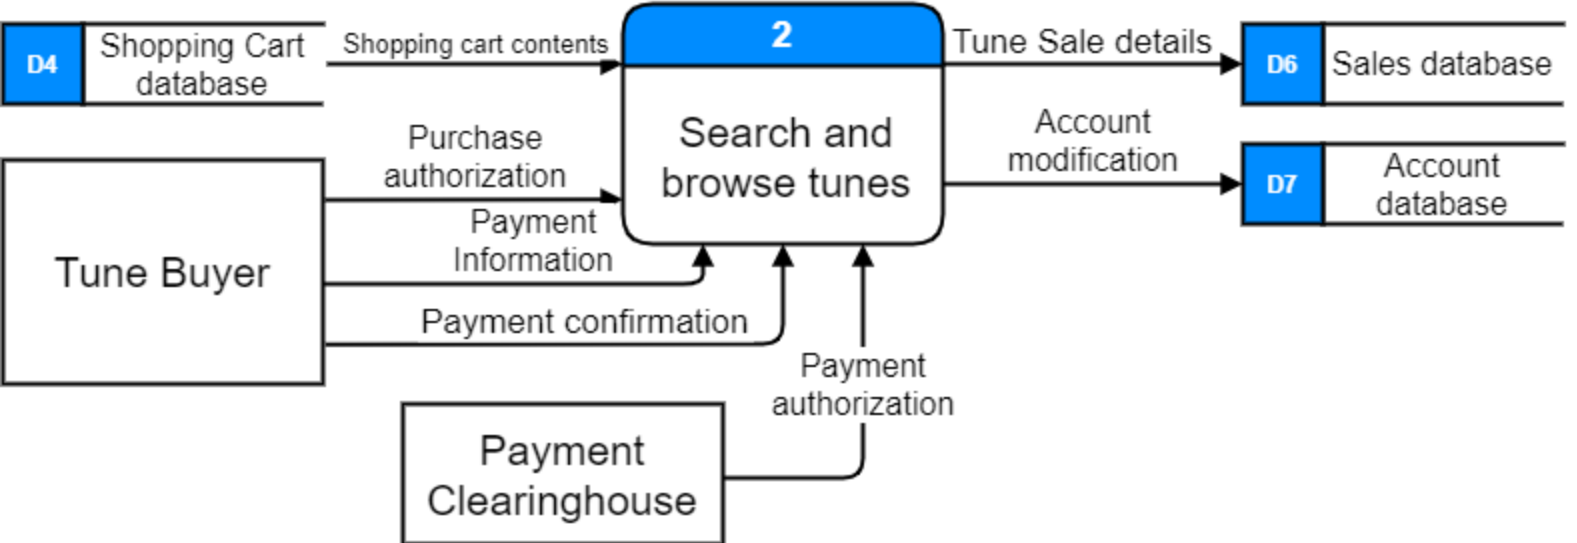 D4
Shopping Cart
database
Shopping cart contents
2
Tune Sale details
D6
Sales database
Purchase
authorization
Search and
browse tunes
Account
modification
D7
Account
database
Tune Buyer
Payment
Information
Payment confirmation
Payment
authorization
Payment
Clearinghouse